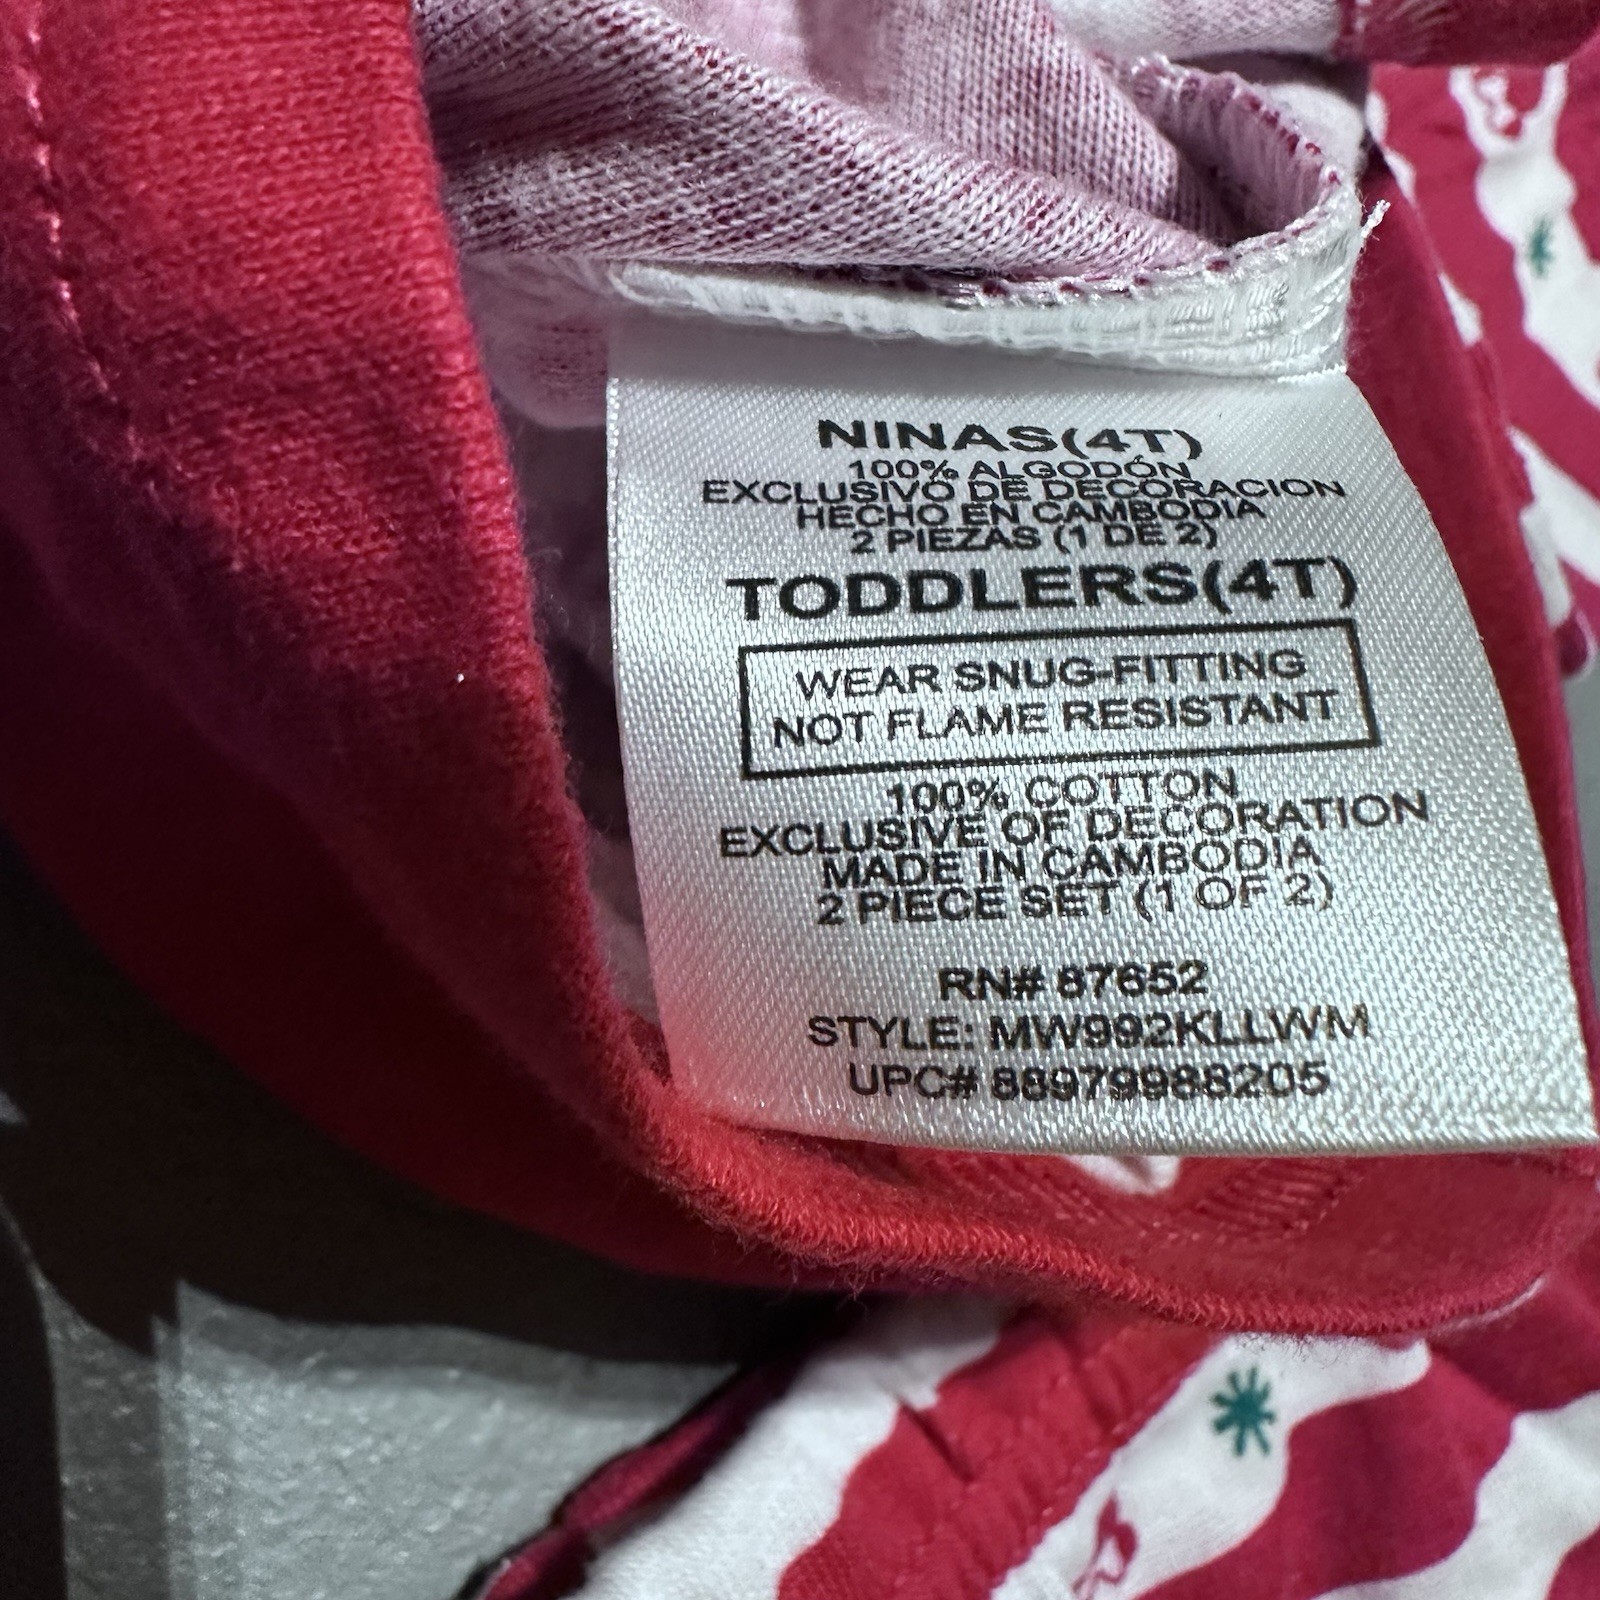 NINAS(4T)
100% ALGODÓN
EXCLUSIVO DE DECORACION
HECHO EN CAMBODIA
2 PIEZAS (1 DE 2)
TODDLERS(4T)
WEAR SNUG-FITTING
NOT FLAME RESISTANT
100% COTTON
EXCLUSIVE OF DECORATION
MADE IN CAMBODIA
2 PIECE SET (1 OF 2)
RN# 87652
STYLE: MW992KLLWM
UPC# 88979988205